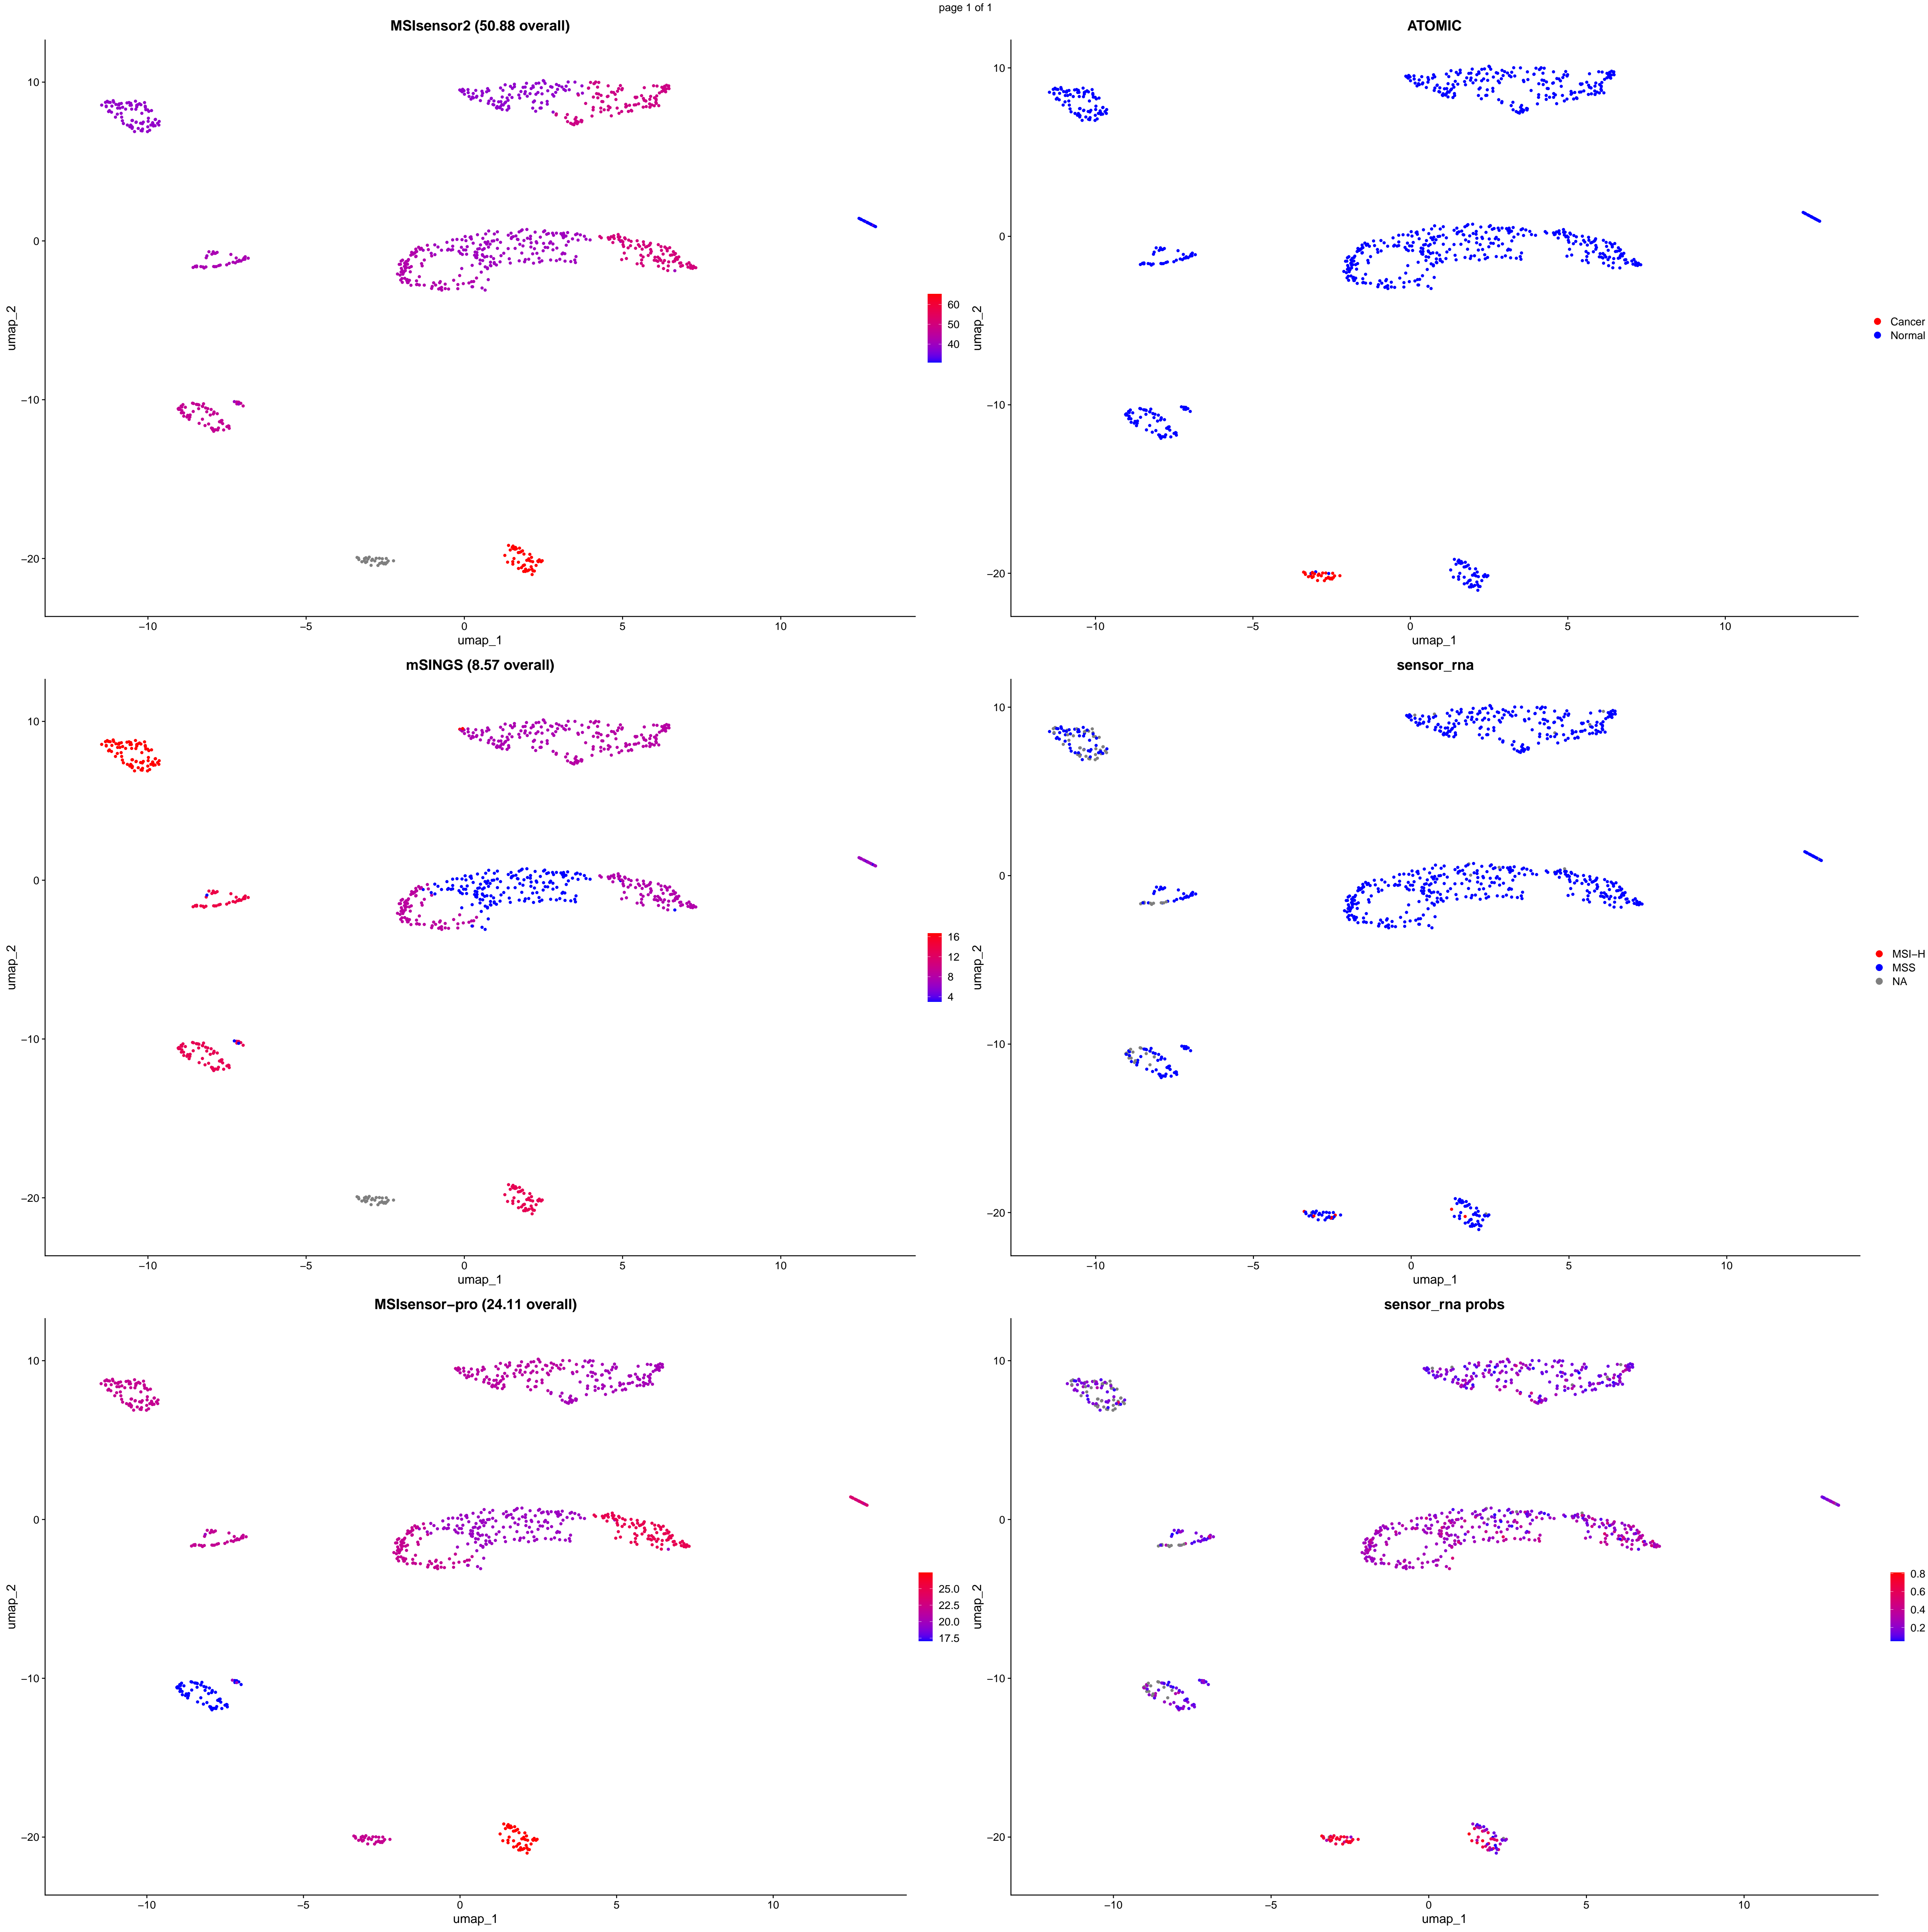 page 1 of 1
MSIsensor2 (50.88 overall)
10
0
−10
−20
umap_2
−10
−5
0
5
10
umap_1
60
50
40
ATOMIC
10
0
−10
−20
umap_2
−10
−5
0
5
10
umap_1
Cancer
Normal
mSINGS (8.57 overall)
10
0
−10
−20
umap_2
−10
−5
0
5
10
umap_1
16
12
8
4
sensor_rna
10
0
−10
−20
umap_2
−10
−5
0
5
10
umap_1
MSI−H
MSS
NA
MSIsensor−pro (24.11 overall)
10
0
−10
−20
umap_2
−10
−5
0
5
10
umap_1
25.0
22.5
20.0
17.5
sensor_rna probs
10
0
−10
−20
umap_2
−10
−5
0
5
10
umap_1
0.8
0.6
0.4
0.2